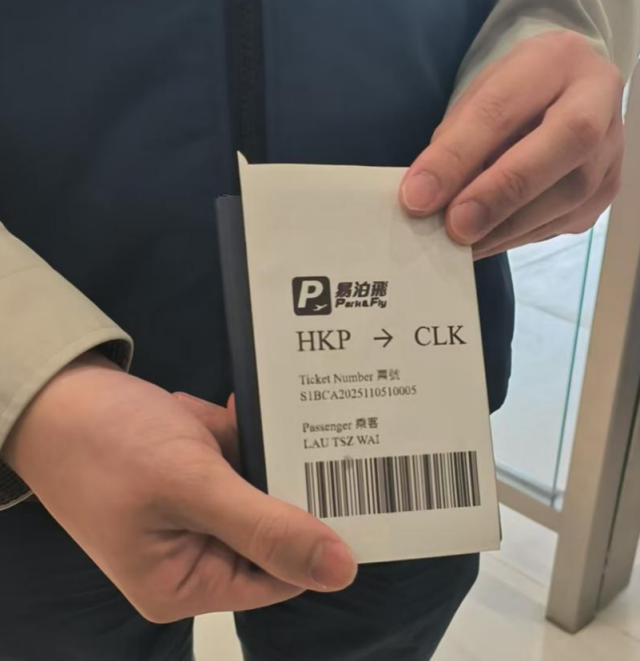 P 易泊飛
Park&Fly
HKP → CLK
Ticket Number 票號
S1BCA2025110510005
Passenger 乘客
LAU TSZ WAI